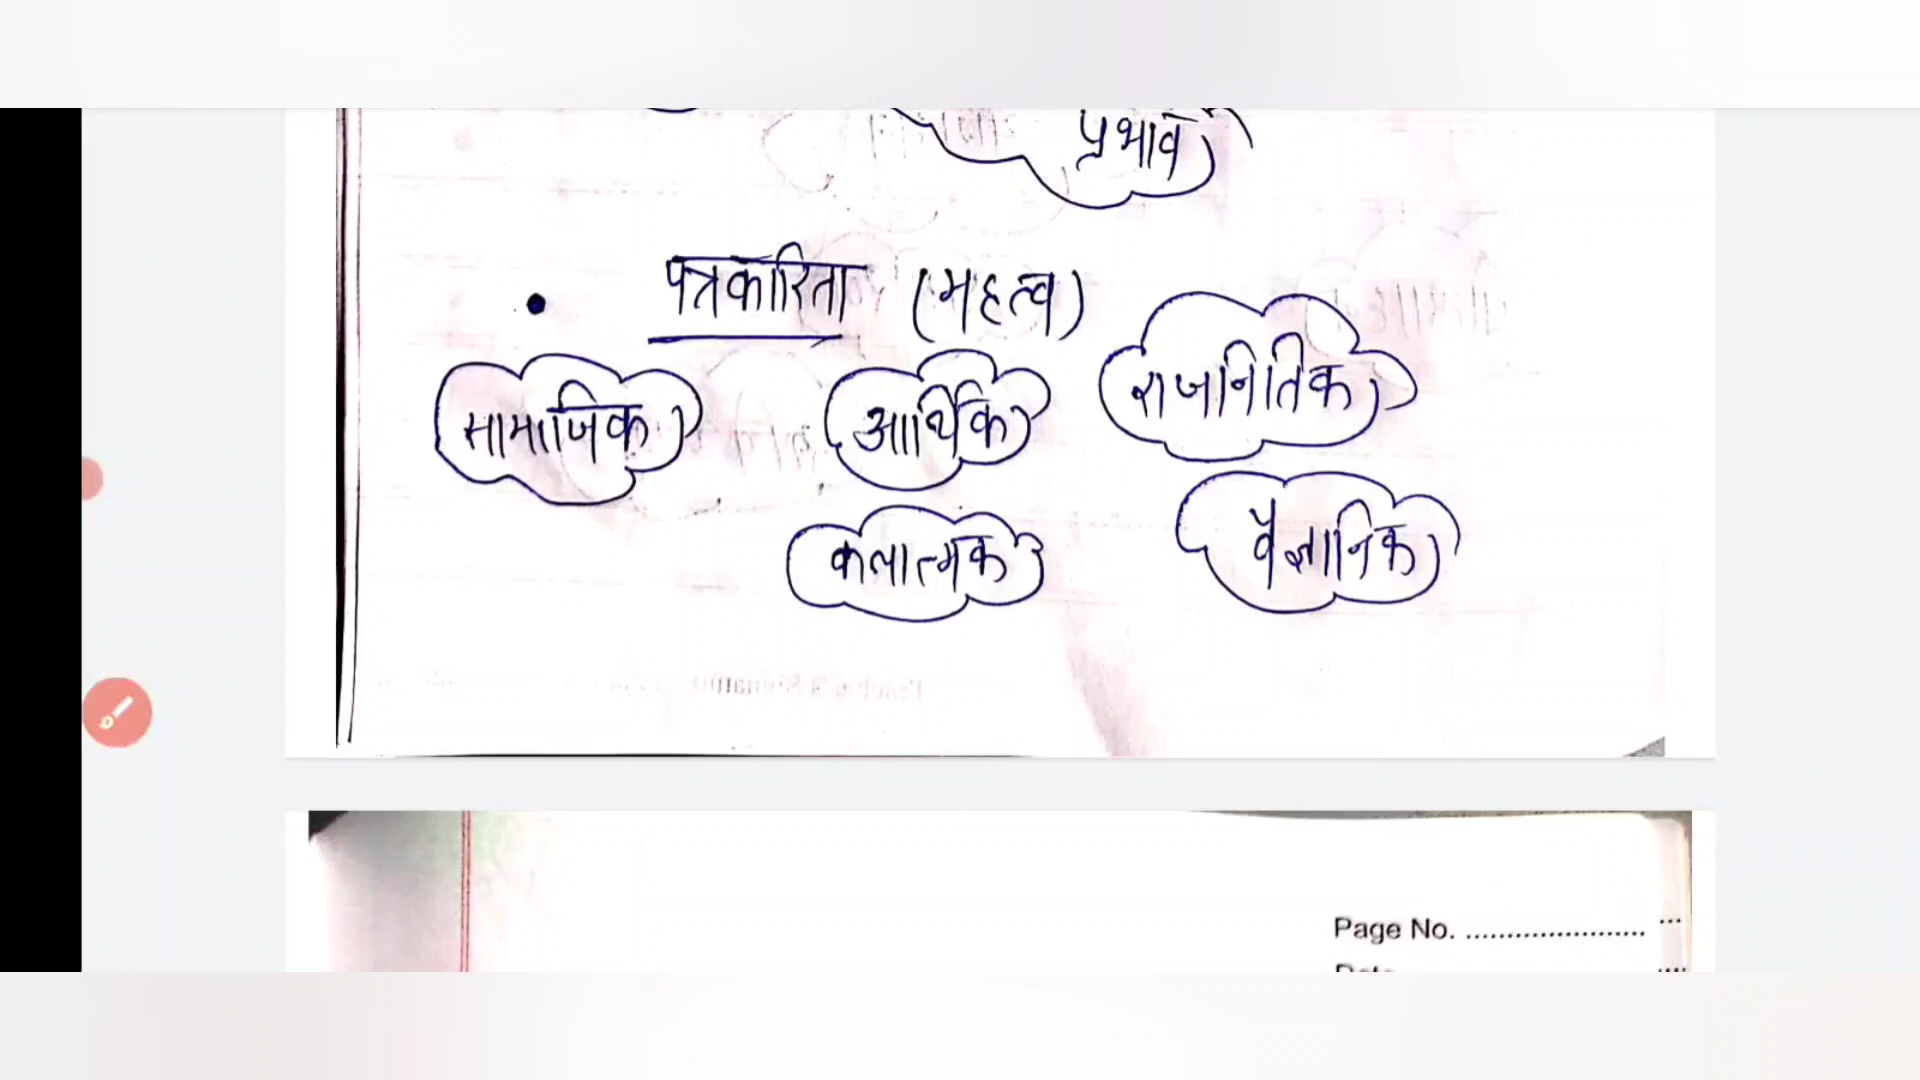 प्रभाव
पत्रकारिता (महत्व)
सामाजिक आर्थिक राजनितिक
कलात्मक वैज्ञानिक
Page No. ......................